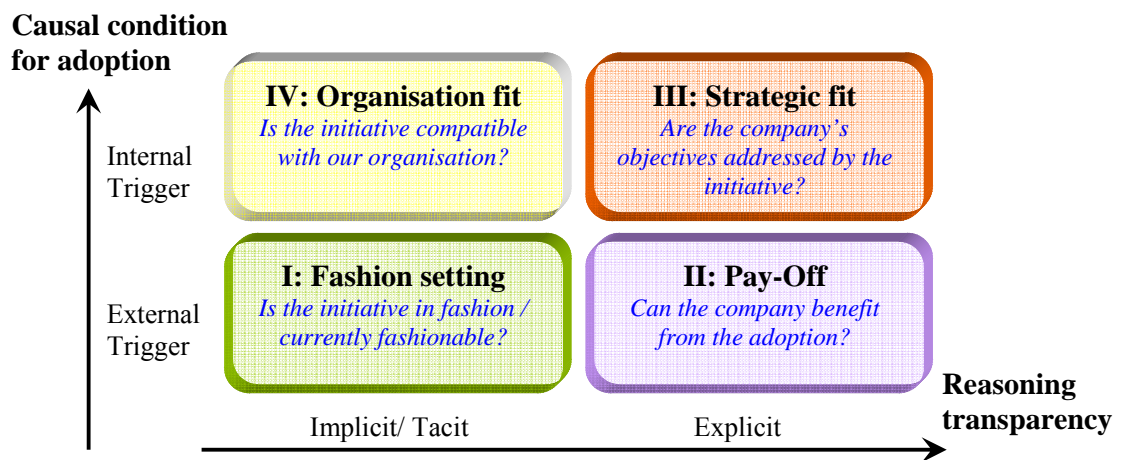 Causal condition
for adoption
IV: Organisation fit
Is the initiative compatible
with our organisation?
III: Strategic fit
Are the company's
objectives addressed by the
initiative?
Internal
Trigger
I: Fashion setting
Is the initiative in fashion /
currently fashionable?
II: Pay-Off
Can the company benefit
from the adoption?
External
Trigger
Implicit/ Tacit
Explicit
Reasoning
transparency